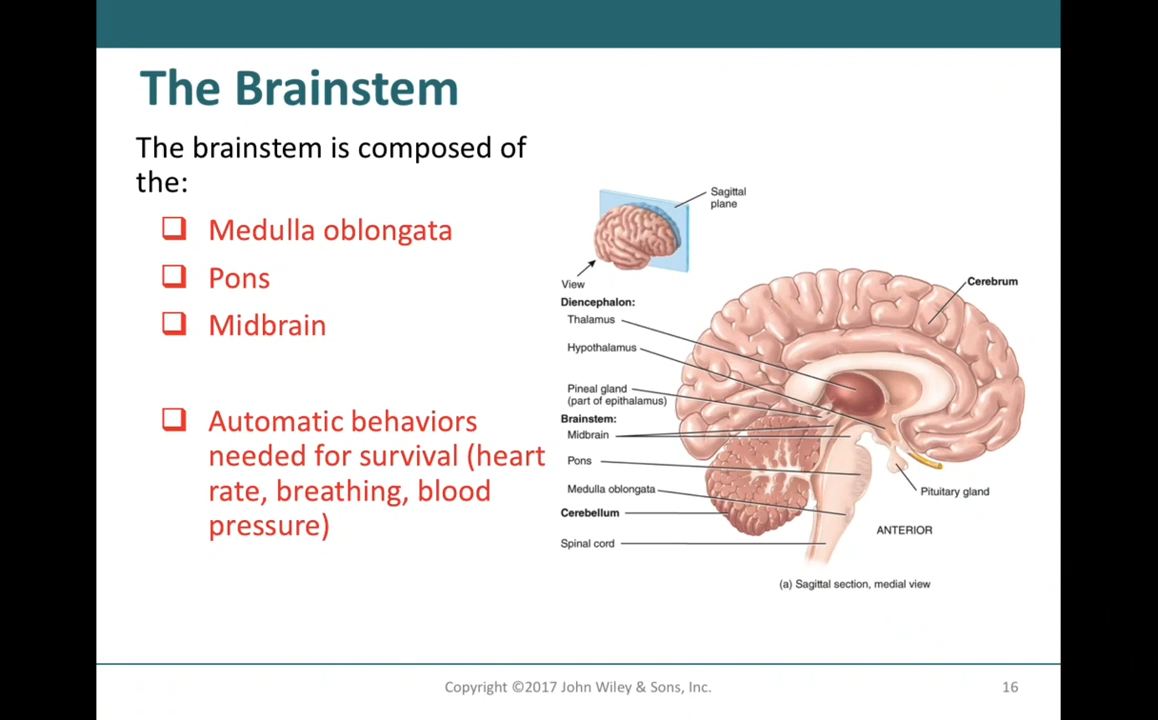 The Brainstem
The brainstem is composed of
the:
Medulla oblongata
Pons
Midbrain
Automatic behaviors
needed for survival (heart
rate, breathing, blood
pressure)
Sagittal
plane
View
Diencephalon:
Thalamus
Hypothalamus
Pineal gland
(part of epithalamus)
Brainstem:
Midbrain
Pons
Medulla oblongata
Cerebellum
Spinal cord
Cerebrum
Pituitary gland
ANTERIOR
(a) Sagittal section, medial view
Copyright ©2017 John Wiley & Sons, Inc.
16